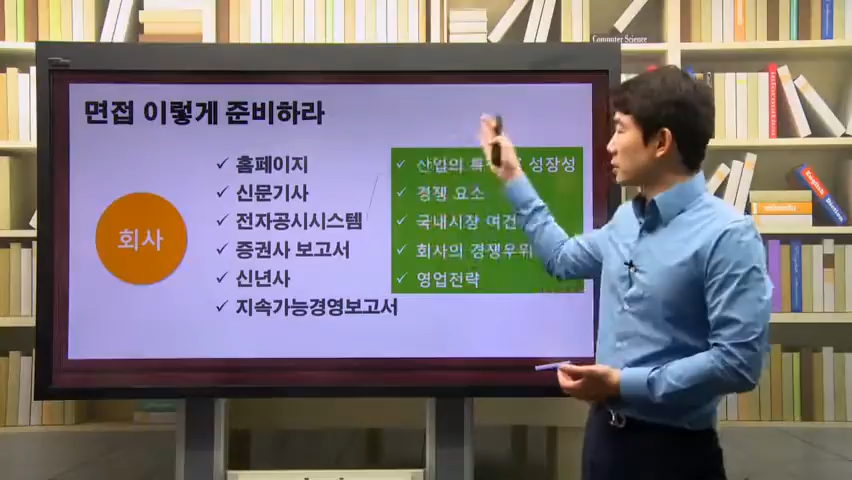 Computer Science
면접 이렇게 준비하라
회사
✓ 홈페이지
✓ 신문기사
✓ 전자공시시스템
✓ 증권사 보고서
✓ 신년사
✓ 지속가능경영보고서
✓ 산업의 성장성
✓ 경쟁 요소
✓ 국내시장 여건
✓ 회사의 경쟁우위
✓ 영업전략
English